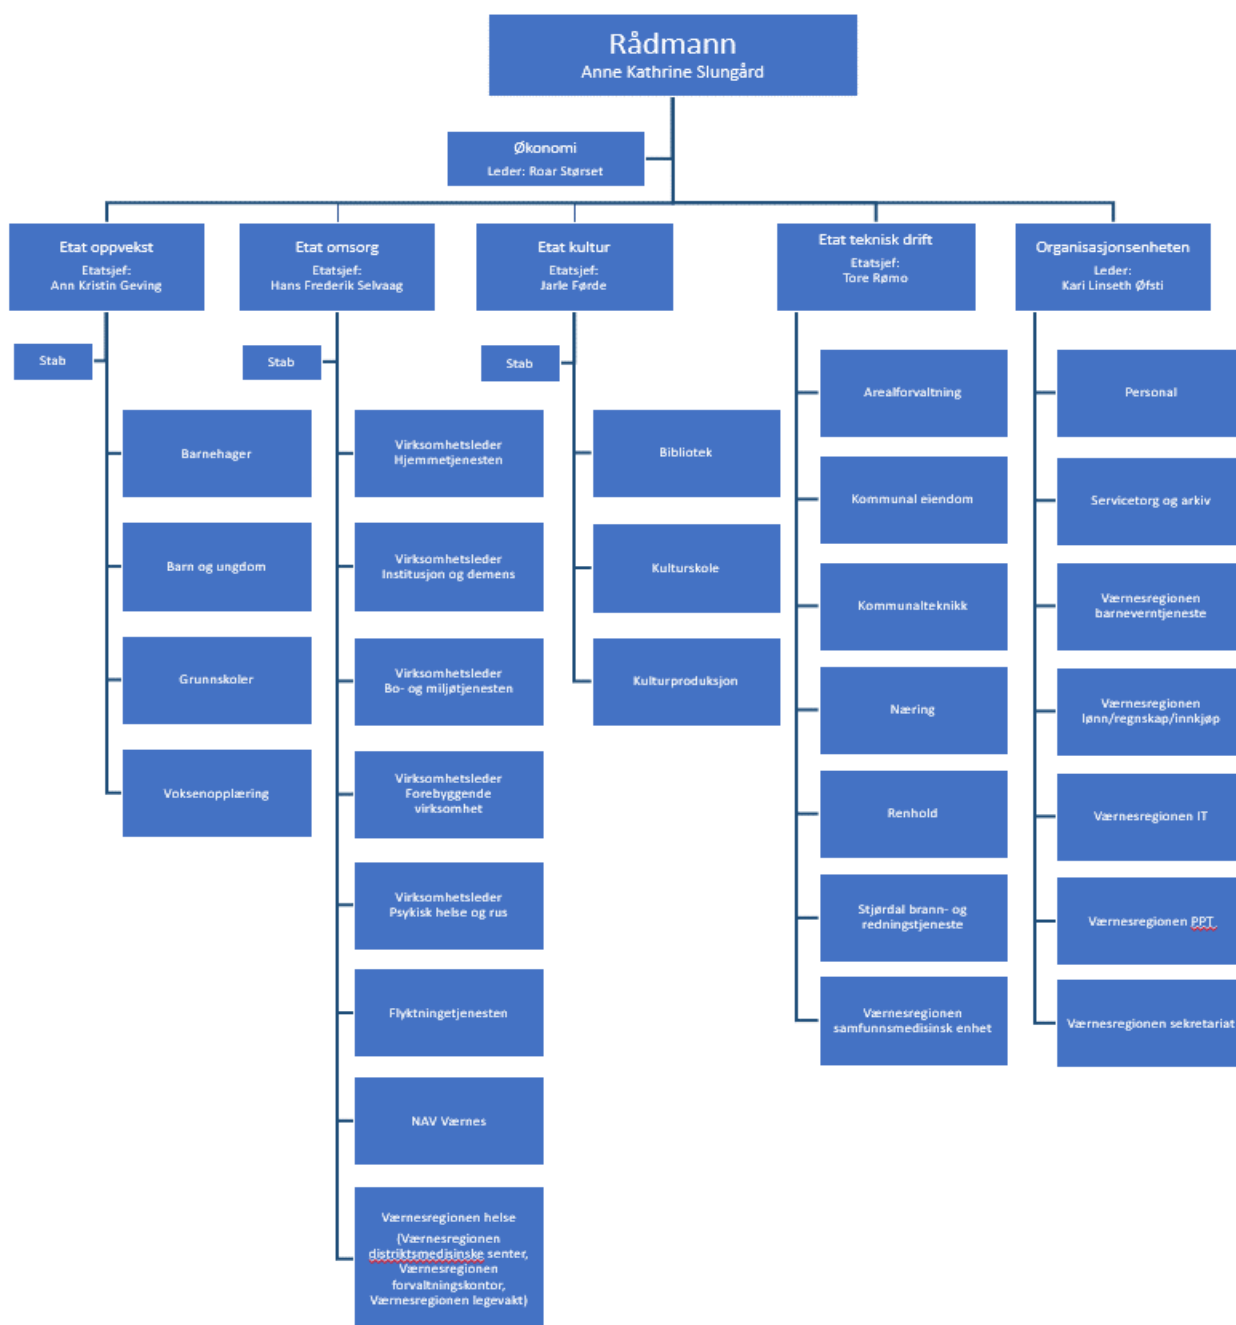 Rådmann
Anne Kathrine Slungård
Økonomi
Leder: Roar Størset
Etat oppvekst
Etatsjef:
Ann Kristin Geving
Stab
Barnehager
Barn og ungdom
Grunnskoler
Voksenopplæring
Etat omsorg
Etatsjef:
Hans Frederik Selvaag
Stab
Virksomhetsleder
Hjemmetjenesten
Virksomhetsleder
Institusjon og demens
Virksomhetsleder
Bo- og miljøtjenesten
Virksomhetsleder
Forebyggende
virksomhet
Virksomhetsleder
Psykisk helse og rus
Flyktningetjenesten
NAV Værnes
Værnesregionen helse
(Værnesregionen
distriktsmedisinske senter,
Værnesregionen
forvaltningskontor,
Værnesregionen legevakt)
Etat kultur
Etatsjef:
Jarle Førde
Stab
Bibliotek
Kulturskole
Kulturproduksjon
Etat teknisk drift
Etatsjef:
Tore Rømo
Arealforvaltning
Kommunal eiendom
Kommunalteknikk
Næring
Renhold
Stjørdal brann- og
redningstjeneste
Værnesregionen
samfunnsmedisinsk enhet
Organisasjonsenheten
Leder:
Kari Linseth Øfsti
Personal
Servicetorg og arkiv
Værnesregionen
barneverntjeneste
Værnesregionen
lønn/regnskap/innkjøp
Værnesregionen IT
Værnesregionen PPT
Værnesregionen sekretariat